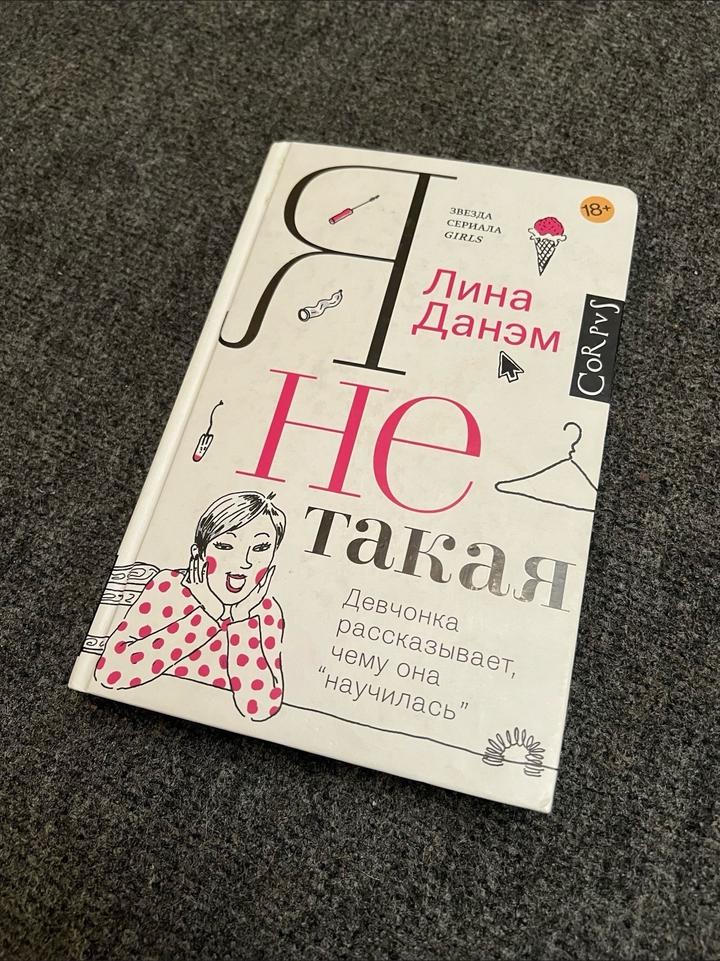 18+
ЗВЕЗДА
СЕРИАЛА
GIRLS
Лина
Данэм
CORPVS
Я
не
такая
Девчонка
рассказывает,
чему она
"научилась"